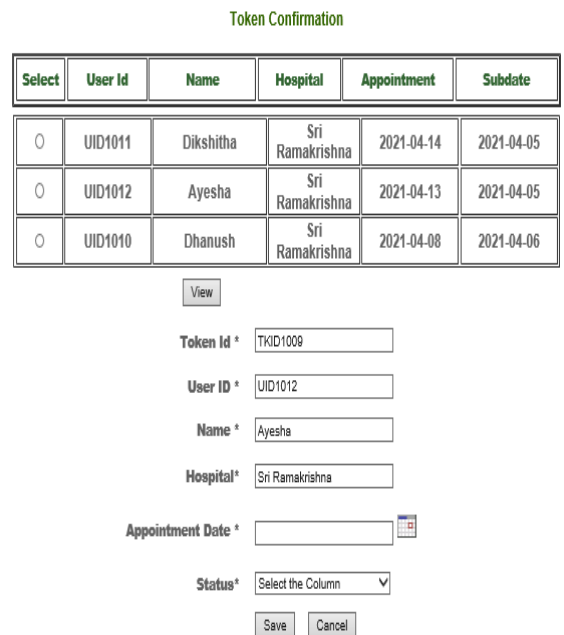 Token Confirmation
Select User Id Name Hospital Appointment Subdate
UID1011 Dikshitha Sri Ramakrishna 2021-04-14 2021-04-05
UID1012 Ayesha Sri Ramakrishna 2021-04-13 2021-04-05
UID1010 Dhanush Sri Ramakrishna 2021-04-08 2021-04-06
View
Token Id * TKID1009
User ID * UID1012
Name * Ayesha
Hospital* Sri Ramakrishna
Appointment Date *
Status* Select the Column
Save Cancel